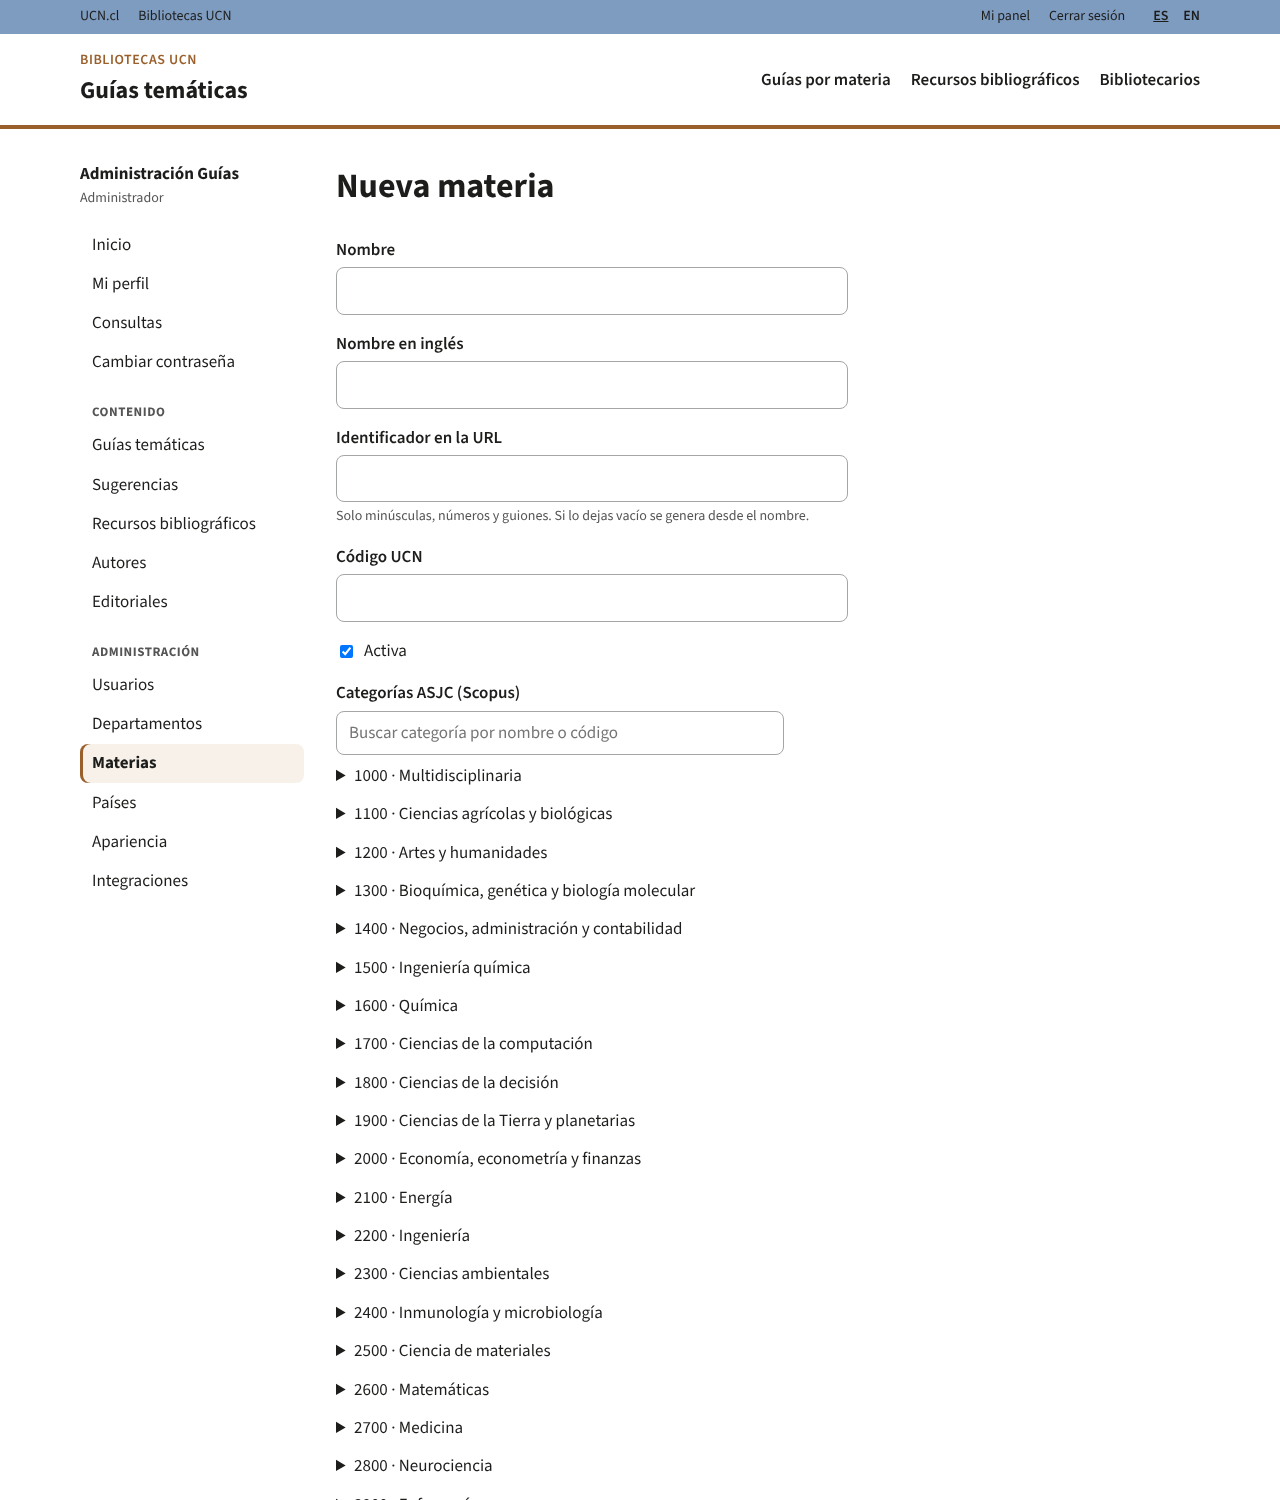 UCN.cl Bibliotecas UCN Mi panel Cerrar sesión ES EN
BIBLIOTECAS UCN
Guías temáticas
Guías por materia Recursos bibliográficos Bibliotecarios
Administración Guías
Administrador
Inicio
Mi perfil
Consultas
Cambiar contraseña
CONTENIDO
Guías temáticas
Sugerencias
Recursos bibliográficos
Autores
Editoriales
ADMINISTRACIÓN
Usuarios
Departamentos
Materias
Países
Apariencia
Integraciones
Nueva materia
Nombre
Nombre en inglés
Identificador en la URL
Solo minúsculas, números y guiones. Si lo dejas vacío se genera desde el nombre.
Código UCN
Activa
Categorías ASJC (Scopus)
Buscar categoría por nombre o código
1000 · Multidisciplinaria
1100 · Ciencias agrícolas y biológicas
1200 · Artes y humanidades
1300 · Bioquímica, genética y biología molecular
1400 · Negocios, administración y contabilidad
1500 · Ingeniería química
1600 · Química
1700 · Ciencias de la computación
1800 · Ciencias de la decisión
1900 · Ciencias de la Tierra y planetarias
2000 · Economía, econometría y finanzas
2100 · Energía
2200 · Ingeniería
2300 · Ciencias ambientales
2400 · Inmunología y microbiología
2500 · Ciencia de materiales
2600 · Matemáticas
2700 · Medicina
2800 · Neurociencia